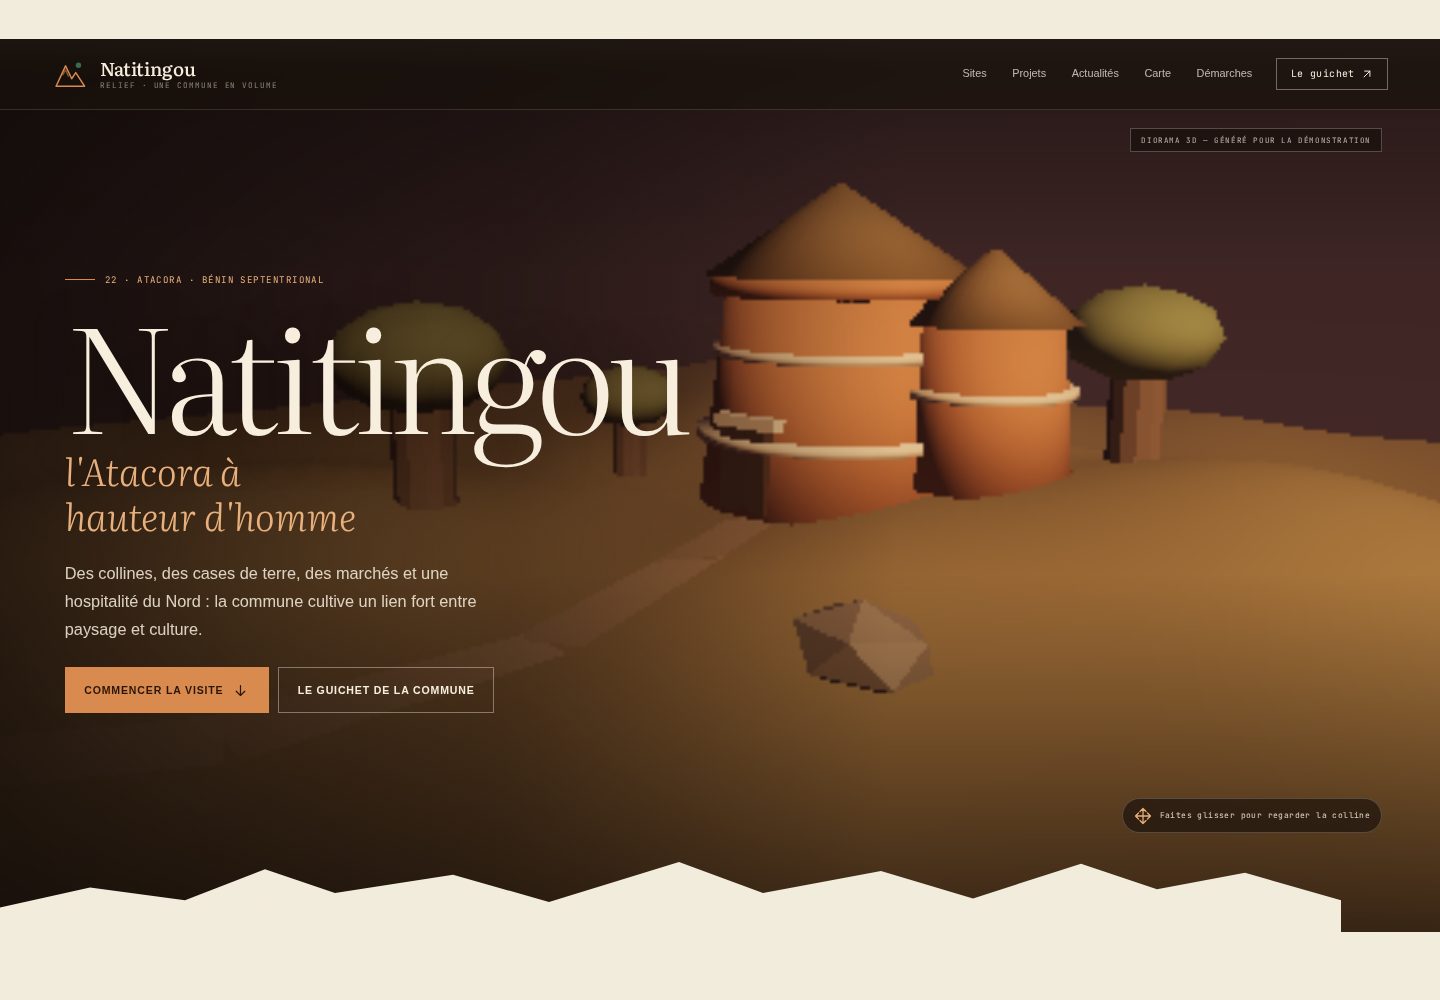 Natitingou
RELIEF · UNE COMMUNE EN VOLUME
Sites
Projets
Actualités
Carte
Démarches
Le guichet
DIORAMA 3D — GÉNÉRÉ POUR LA DÉMONSTRATION
22 · ATACORA · BÉNIN SEPTENTRIONAL
Natitingou
l'Atacora à
hauteur d'homme
Des collines, des cases de terre, des marchés et une
hospitalité du Nord : la commune cultive un lien fort entre
paysage et culture.
COMMENCER LA VISITE
LE GUICHET DE LA COMMUNE
Faites glisser pour regarder la colline